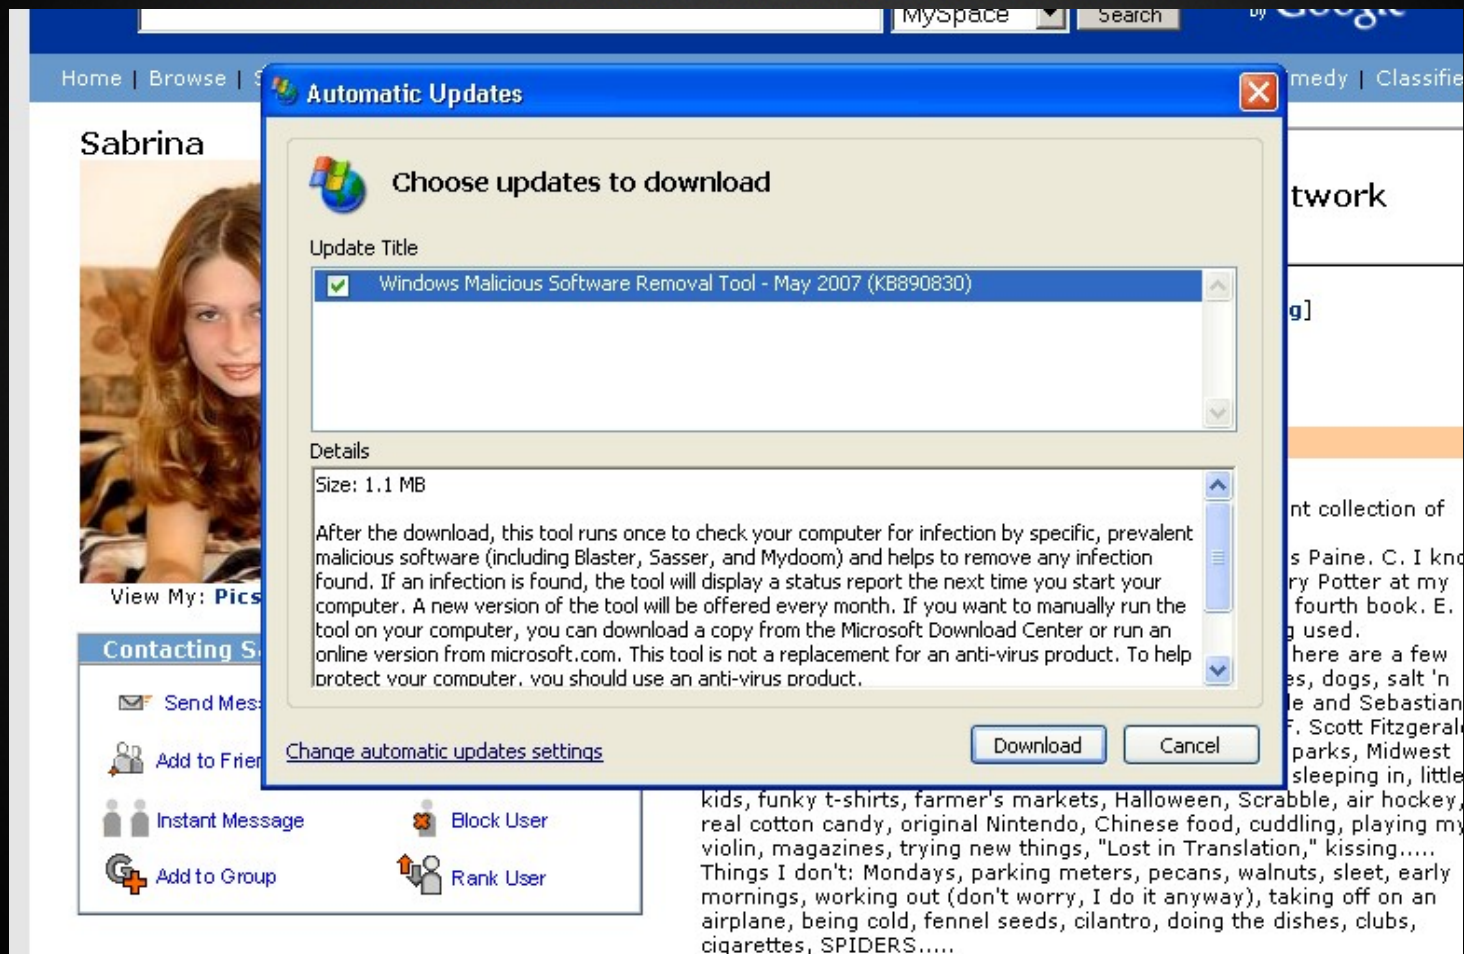 MySpace
Search
by Google
Home | Browse | S
medy | Classifie
Automatic Updates
Sabrina
Choose updates to download
twork
Update Title
Windows Malicious Software Removal Tool - May 2007 (KB890830)
g]
Details
Size: 1.1 MB
After the download, this tool runs once to check your computer for infection by specific, prevalent
malicious software (including Blaster, Sasser, and Mydoom) and helps to remove any infection
found. If an infection is found, the tool will display a status report the next time you start your
computer. A new version of the tool will be offered every month. If you want to manually run the
tool on your computer, you can download a copy from the Microsoft Download Center or run an
online version from microsoft.com. This tool is not a replacement for an anti-virus product. To help
protect your computer, you should use an anti-virus product.
Change automatic updates settings
Download
Cancel
View My: Pics
Contacting S
Send Mes
Add to Frien
Instant Message
Block User
Add to Group
Rank User
nt collection of
s Paine. C. I kno
ry Potter at my
fourth book. E.
g used.
here are a few
es, dogs, salt 'n
le and Sebastian
F. Scott Fitzgeral
parks, Midwest
sleeping in, little
kids, funky t-shirts, farmer's markets, Halloween, Scrabble, air hockey,
real cotton candy, original Nintendo, Chinese food, cuddling, playing my
violin, magazines, trying new things, "Lost in Translation," kissing.....
Things I don't: Mondays, parking meters, pecans, walnuts, sleet, early
mornings, working out (don't worry, I do it anyway), taking off on an
airplane, being cold, fennel seeds, cilantro, doing the dishes, clubs,
cigarettes, SPIDERS.....